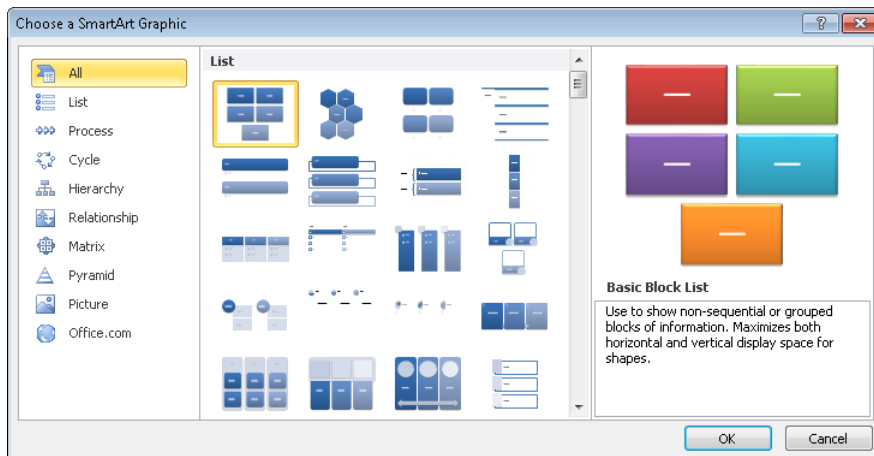 Choose a SmartArt Graphic
All
List
Process
Cycle
Hierarchy
Relationship
Matrix
Pyramid
Picture
Office.com
List
Basic Block List
Use to show non-sequential or grouped
blocks of information. Maximizes both
horizontal and vertical display space for
shapes.
OK
Cancel